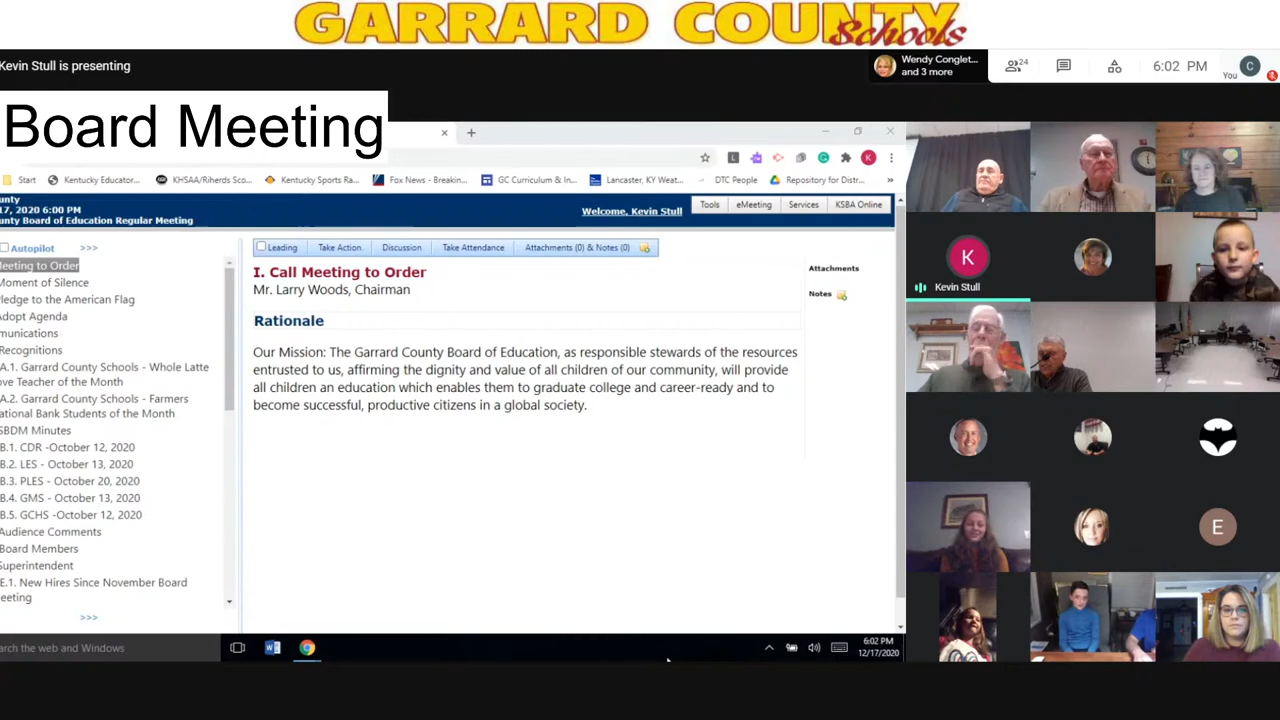 GARRARD COUNTY
Schools
Kevin Stull is presenting
Wendy Conglet...
and 3 more
24
6:02 PM
You
C
Board Meeting
Start
Kentucky Educator...
KHSAA/Riherds Sco...
Kentucky Sports Ra...
Fox News - Breakin...
GC Curriculum & In...
Lancaster, KY Weat...
DTC People
Repository for Distr...
»
ounty
17, 2020 6:00 PM
unty Board of Education Regular Meeting
Welcome, Kevin Stull
Tools
eMeeting
Services
KSBA Online
Autopilot >>>
Meeting to Order
Moment of Silence
Pledge to the American Flag
Adopt Agenda
munications
Recognitions
A.1. Garrard County Schools - Whole Latte
ove Teacher of the Month
A.2. Garrard County Schools - Farmers
ational Bank Students of the Month
SBDM Minutes
B.1. CDR -October 12, 2020
B.2. LES - October 13, 2020
B.3. PLES - October 20, 2020
B.4. GMS - October 13, 2020
B.5. GCHS - October 12, 2020
Audience Comments
Board Members
Superintendent
E.1. New Hires Since November Board
eeting
>>>
Leading
Take Action
Discussion
Take Attendance
Attachments (0) & Notes (0)
I. Call Meeting to Order
Mr. Larry Woods, Chairman
Rationale
Our Mission: The Garrard County Board of Education, as responsible stewards of the resources
entrusted to us, affirming the dignity and value of all children of our community, will provide
all children an education which enables them to graduate college and career-ready and to
become successful, productive citizens in a global society.
Attachments
Notes
K
Kevin Stull
E
arch the web and Windows
6:02 PM
12/17/2020